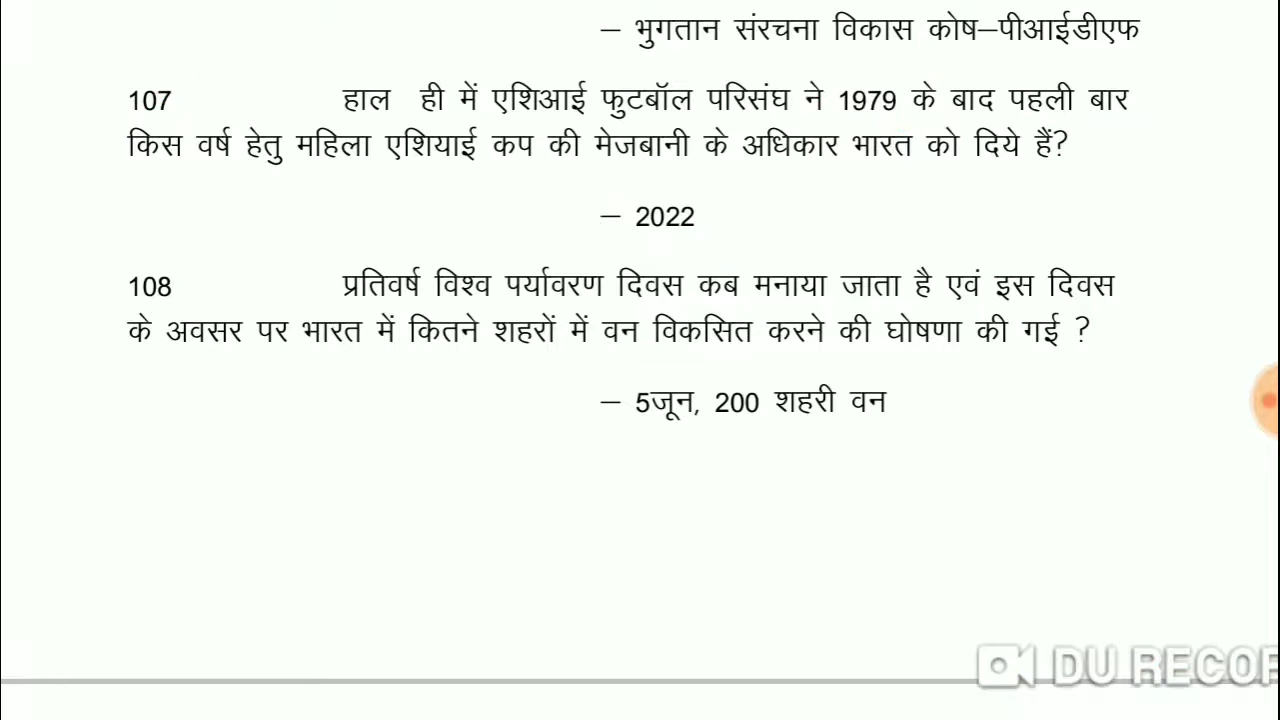 – भुगतान संरचना विकास कोष–पीआईडीएफ
107 हाल ही में एशिआई फुटबॉल परिसंघ ने 1979 के बाद पहली बार
किस वर्ष हेतु महिला एशियाई कप की मेजबानी के अधिकार भारत को दिये हैं?
– 2022
108 प्रतिवर्ष विश्व पर्यावरण दिवस कब मनाया जाता है एवं इस दिवस
के अवसर पर भारत में कितने शहरों में वन विकसित करने की घोषणा की गई ?
– 5जून, 200 शहरी वन
DU RECOR